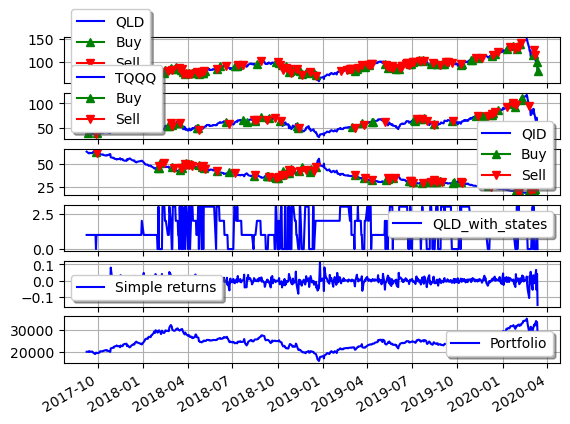 QLD
Buy
Sell
150
100
TQQQ
Buy
Sell
100
50
QID
Buy
Sell
50
25
QLD_with_states
2.5
0.0
Simple returns
0.1
0.0
−0.1
Portfolio
30000
20000
2017-10
2018-01
2018-04
2018-07
2018-10
2019-01
2019-04
2019-07
2019-10
2020-01
2020-04